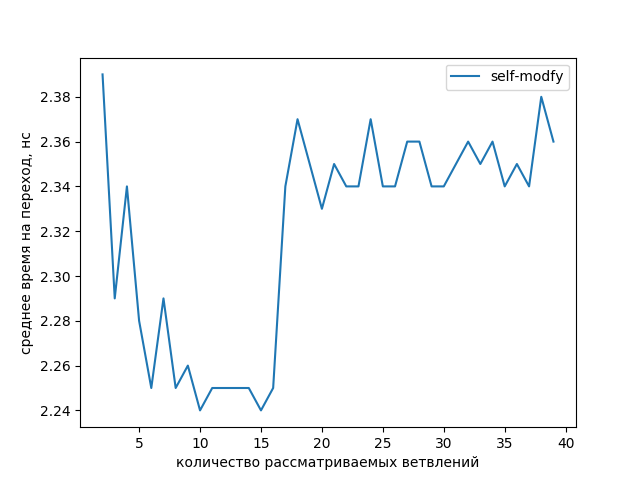 self-modfy
среднее время на переход, нс
2.38
2.36
2.34
2.32
2.30
2.28
2.26
2.24
5 10 15 20 25 30 35 40
количество рассматриваемых ветвлений